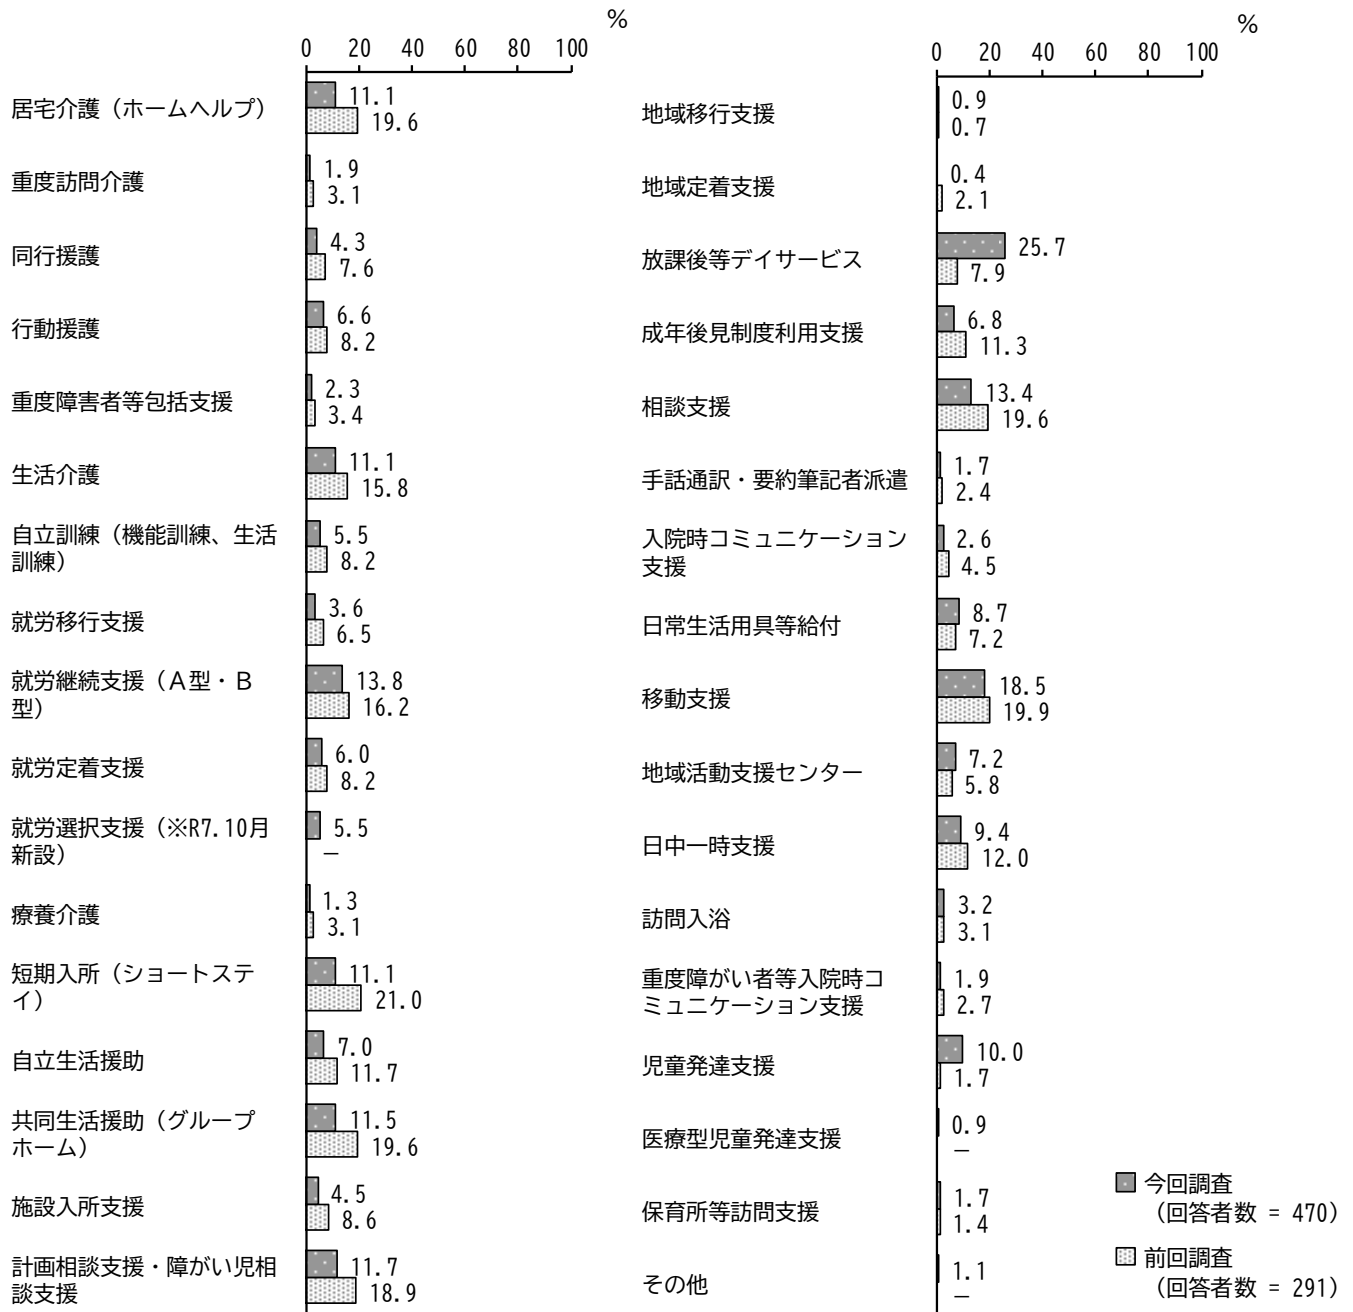 %
0 20 40 60 80 100
居宅介護（ホームヘルプ）
11.1
19.6
重度訪問介護
1.9
3.1
同行援護
4.3
7.6
行動援護
6.6
8.2
重度障害者等包括支援
2.3
3.4
生活介護
11.1
15.8
自立訓練（機能訓練、生活
訓練）
5.5
8.2
就労移行支援
3.6
6.5
就労継続支援（Ａ型・Ｂ
型）
13.8
16.2
就労定着支援
6.0
8.2
就労選択支援（※R7.10月
新設）
5.5
－
療養介護
1.3
3.1
短期入所（ショートステ
イ）
11.1
21.0
自立生活援助
7.0
11.7
共同生活援助（グループ
ホーム）
11.5
19.6
施設入所支援
4.5
8.6
計画相談支援・障がい児相
談支援
11.7
18.9
%
0 20 40 60 80 100
地域移行支援
0.9
0.7
地域定着支援
0.4
2.1
放課後等デイサービス
25.7
7.9
成年後見制度利用支援
6.8
11.3
相談支援
13.4
19.6
手話通訳・要約筆記者派遣
1.7
2.4
入院時コミュニケーション
支援
2.6
4.5
日常生活用具等給付
8.7
7.2
移動支援
18.5
19.9
地域活動支援センター
7.2
5.8
日中一時支援
9.4
12.0
訪問入浴
3.2
3.1
重度障がい者等入院時コ
ミュニケーション支援
1.9
2.7
児童発達支援
10.0
1.7
医療型児童発達支援
0.9
－
保育所等訪問支援
1.7
1.4
その他
1.1
－
今回調査
（回答者数 = 470）
前回調査
（回答者数 = 291）